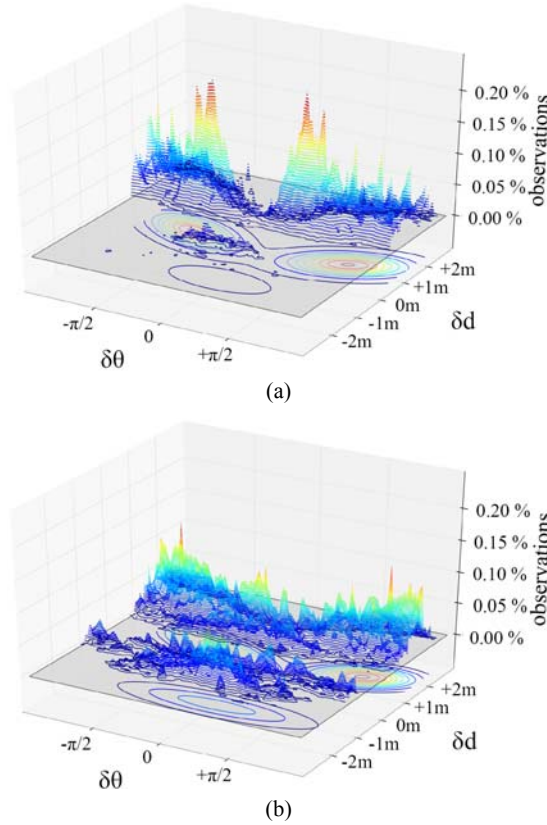 0.20 %
0.15 %
0.10 %
0.05 %
0.00 %
observations
+2m
+1m
0m
-1m
-2m
δd
-π/2
0
+π/2
δθ
(a)
0.20 %
0.15 %
0.10 %
0.05 %
0.00 %
observations
+2m
+1m
0m
-1m
-2m
δd
-π/2
0
+π/2
δθ
(b)